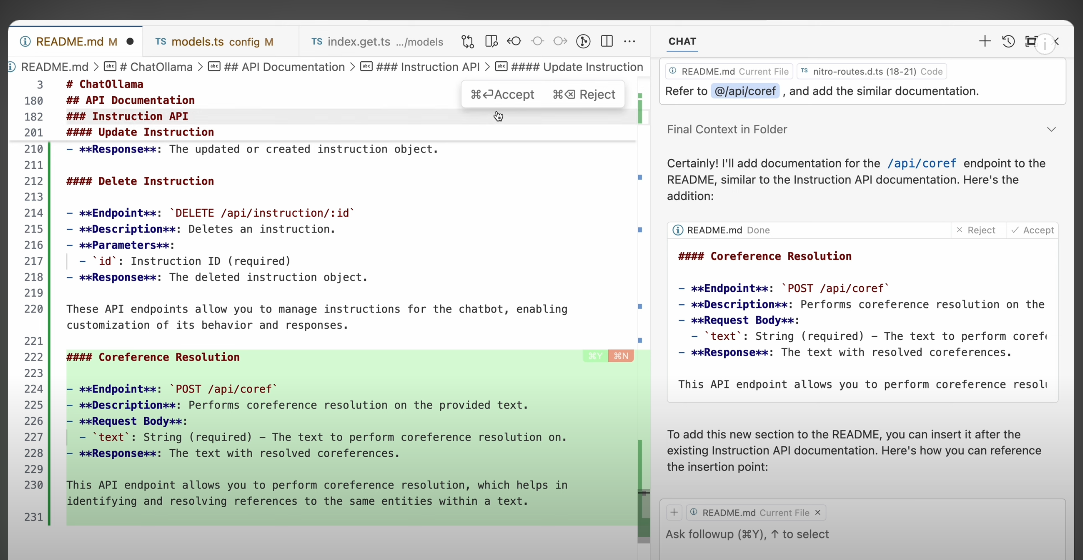 README.md M
TS models.ts config M
TS index.get.ts .../models
README.md > # ChatOllama > ## API Documentation > ### Instruction API > #### Update Instruction
3 # ChatOllama
180 ## API Documentation
182 ### Instruction API
201 #### Update Instruction
⌘⏎Accept ⌘⌫ Reject
210 - **Response**: The updated or created instruction object.
211
212 #### Delete Instruction
213
214 - **Endpoint**: `DELETE /api/instruction/:id`
215 - **Description**: Deletes an instruction.
216 - **Parameters**:
217 - `id`: Instruction ID (required)
218 - **Response**: The deleted instruction object.
219
220 These API endpoints allow you to manage instructions for the chatbot, enabling
customization of its behavior and responses.
221
222 #### Coreference Resolution
⌘Y ⌘N
223
224 - **Endpoint**: `POST /api/coref`
225 - **Description**: Performs coreference resolution on the provided text.
226 - **Request Body**:
227 - `text`: String (required) - The text to perform coreference resolution on.
228 - **Response**: The text with resolved coreferences.
229
230 This API endpoint allows you to perform coreference resolution, which helps in
identifying and resolving references to the same entities within a text.
231
CHAT
README.md Current File TS nitro-routes.d.ts (18-21) Code
Refer to @/api/coref , and add the similar documentation.
Final Context in Folder
Certainly! I'll add documentation for the /api/coref endpoint to the
README, similar to the Instruction API documentation. Here's the
addition:
README.md Done × Reject ✓ Accept
#### Coreference Resolution
- **Endpoint**: `POST /api/coref`
- **Description**: Performs coreference resolution on the
- **Request Body**:
- `text`: String (required) - The text to perform coref
- **Response**: The text with resolved coreferences.
This API endpoint allows you to perform coreference resol
To add this new section to the README, you can insert it after the
existing Instruction API documentation. Here's how you can reference
the insertion point:
+ README.md Current File ×
Ask followup (⌘Y), ↑ to select